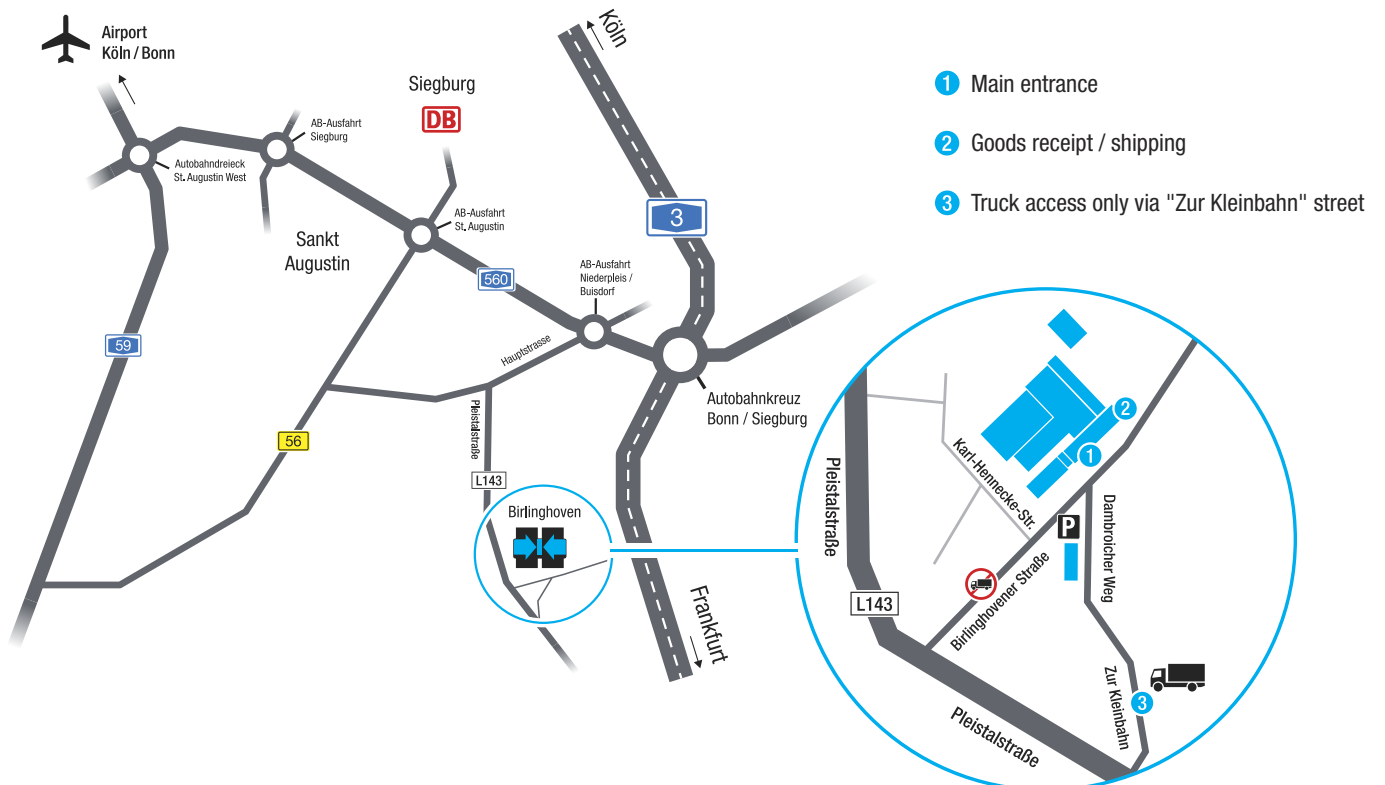 Airport
Köln / Bonn
Siegburg
DB
AB-Ausfahrt
Siegburg
Autobahndreieck
St. Augustin West
AB-Ausfahrt
St. Augustin
Sankt
Augustin
560
AB-Ausfahrt
Niederpleis /
Buisdorf
59
Hauptstrasse
56
Pleistalstraße
L143
Birlinghoven
Köln
3
Autobahnkreuz
Bonn / Siegburg
Frankfurt
1 Main entrance
2 Goods receipt / shipping
3 Truck access only via "Zur Kleinbahn" street
2
1
Karl-Hennecke-Str.
Pleistalstraße
P
Dambroicher Weg
L143
Birlinghovener Straße
Zur Kleinbahn
3
Pleistalstraße